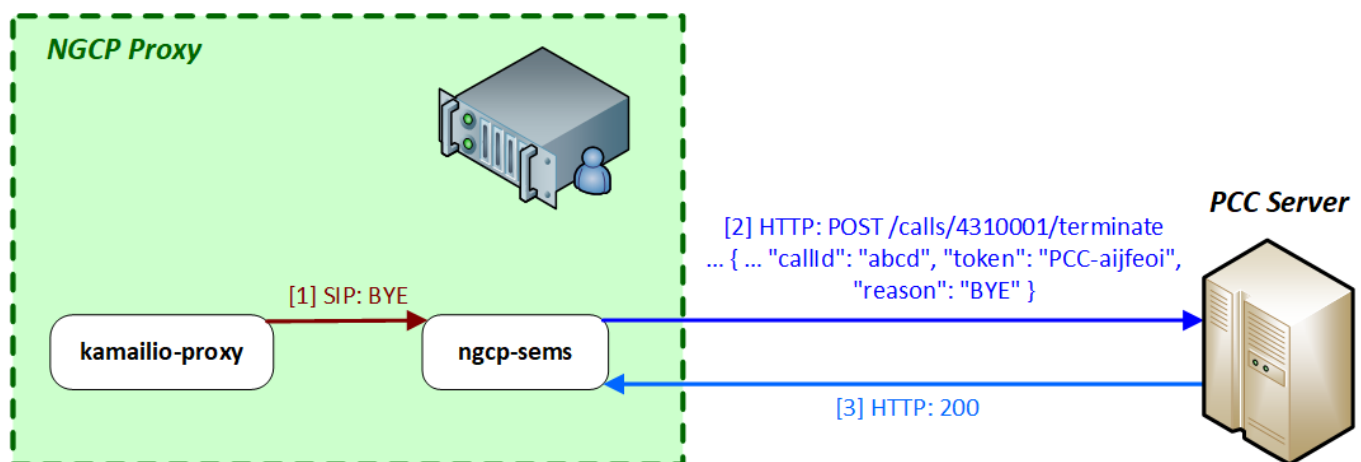 NGCP Proxy
PCC Server
[2] HTTP: POST /calls/4310001/terminate
... { ... "callId": "abcd", "token": "PCC-aijfeoi",
"reason": "BYE" }
[1] SIP: BYE
kamailio-proxy
ngcp-sems
[3] HTTP: 200